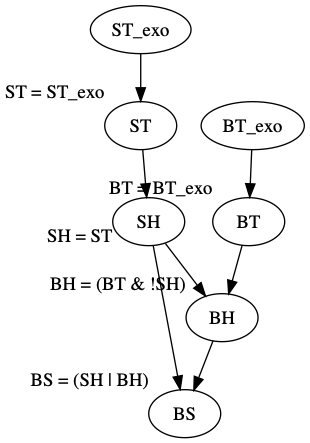 ST_exo
ST = ST_exo
ST
BT_exo
BT = BT_exo
SH
BT
SH = ST
BH = (BT & !SH)
BH
BS = (SH | BH)
BS